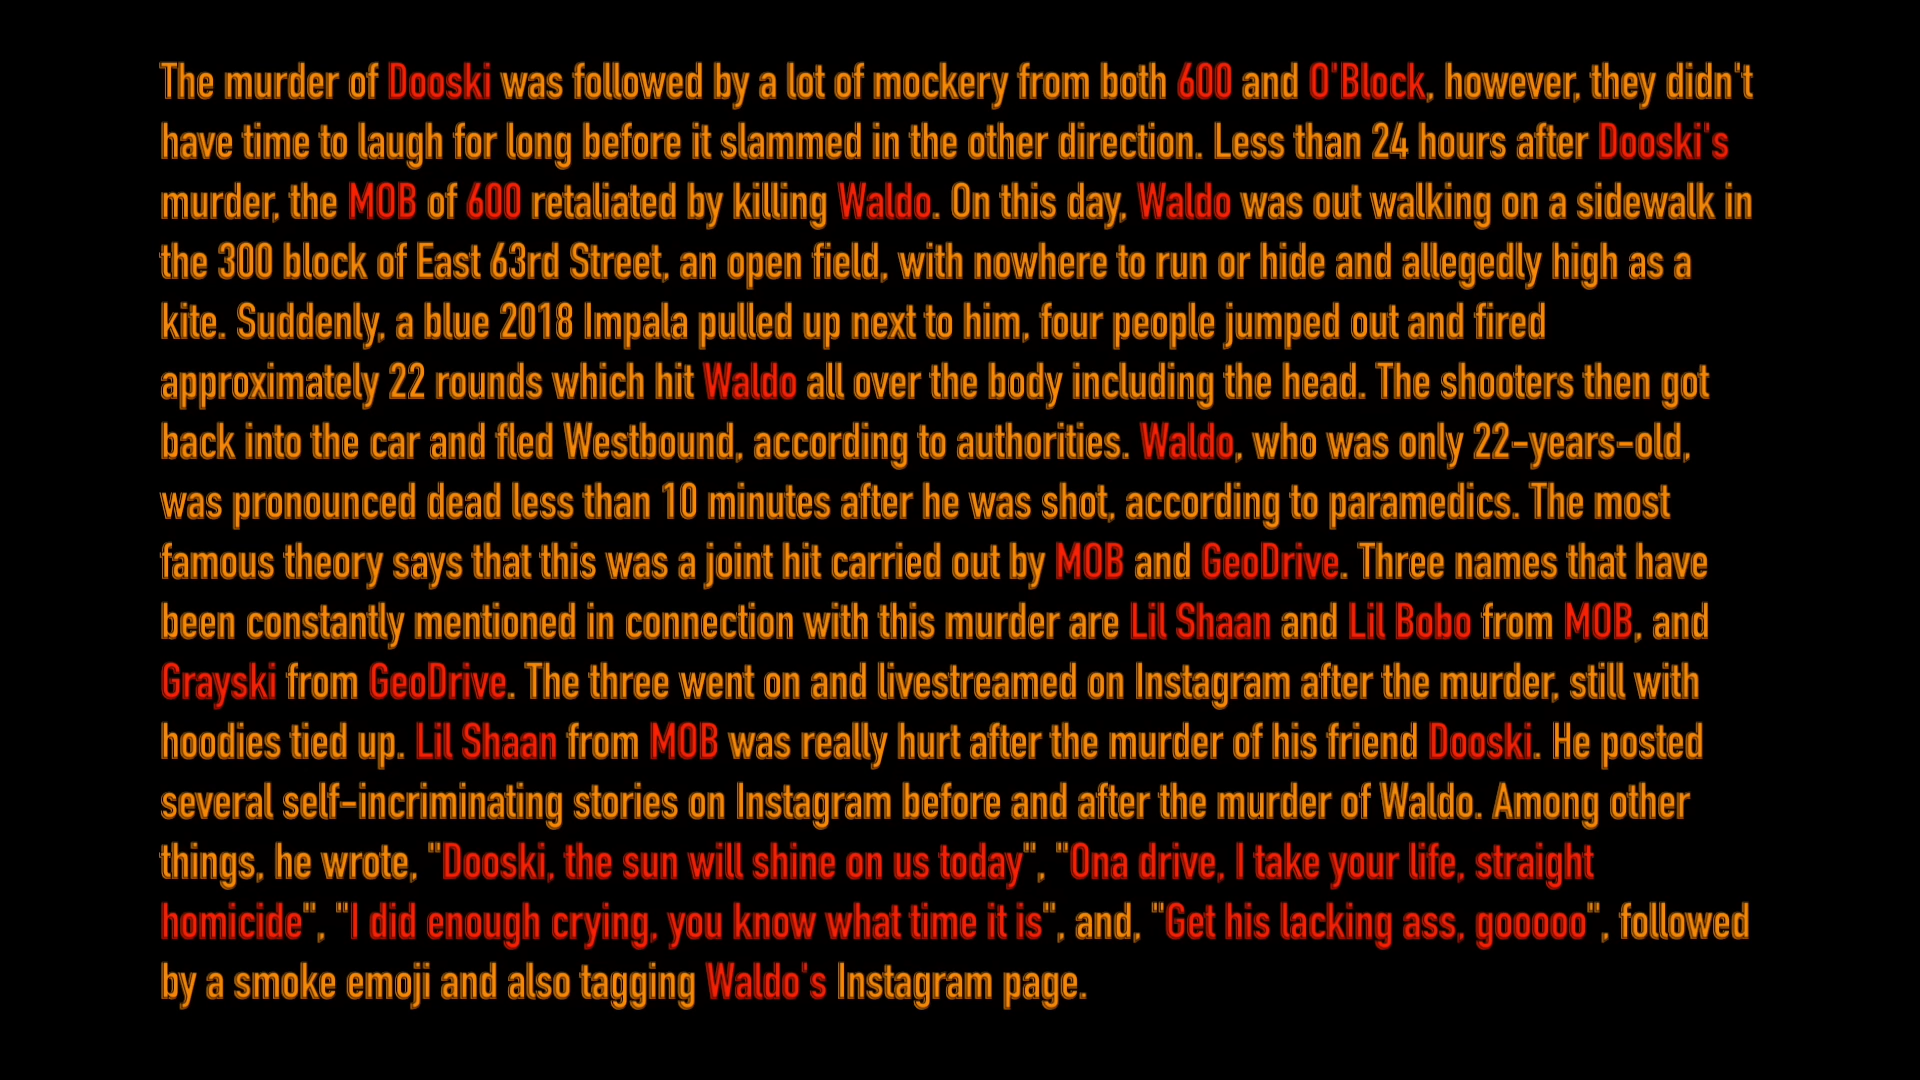 The murder of Dooski was followed by a lot of mockery from both 600 and O'Block, however, they didn't
have time to laugh for long before it slammed in the other direction. Less than 24 hours after Dooski's
murder, the MOB of 600 retaliated by killing Waldo. On this day, Waldo was out walking on a sidewalk in
the 300 block of East 63rd Street, an open field, with nowhere to run or hide and allegedly high as a
kite. Suddenly, a blue 2018 Impala pulled up next to him, four people jumped out and fired
approximately 22 rounds which hit Waldo all over the body including the head. The shooters then got
back into the car and fled Westbound, according to authorities. Waldo, who was only 22-years-old,
was pronounced dead less than 10 minutes after he was shot, according to paramedics. The most
famous theory says that this was a joint hit carried out by MOB and GeoDrive. Three names that have
been constantly mentioned in connection with this murder are Lil Shaan and Lil Bobo from MOB, and
Grayski from GeoDrive. The three went on and livestreamed on Instagram after the murder, still with
hoodies tied up. Lil Shaan from MOB was really hurt after the murder of his friend Dooski. He posted
several self-incriminating stories on Instagram before and after the murder of Waldo. Among other
things, he wrote, "Dooski, the sun will shine on us today", "Ona drive, I take your life, straight
homicide", "I did enough crying, you know what time it is", and, "Get his lacking ass, gooooo", followed
by a smoke emoji and also tagging Waldo's Instagram page.